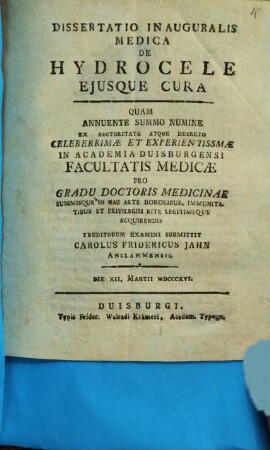 DISSERTATIO INAUGURALIS
MEDICA
DE
HYDROCELE
EJUSQUE CURA
QUAM
ANNUENTE SUMMO NUMINE
EX AUCTORITATE ATQUE DECRETO
CELEBERRIMÆ ET EXPERIENTISSMÆ
IN ACADEMIA DUISBURGENSI
FACULTATIS MEDICÆ
PRO
GRADU DOCTORIS MEDICINAE
SUMMISQUE IN HAC ARTE HONORIBUS, IMMUNITA-
TIBUS ET PRIVILEGIIS RITE LEGITIMEQUE
ACQUIRENDIS
ERUDITORUM EXAMINI SUBMITTIT
CAROLUS FRIDERICUS JAHN
ANCLAMMENSIS.
DIE XII. MARTII MDCCCXVI.
DUISBURGI,
Typis Frider. Walradi Krämeri, Academ. Typogr.